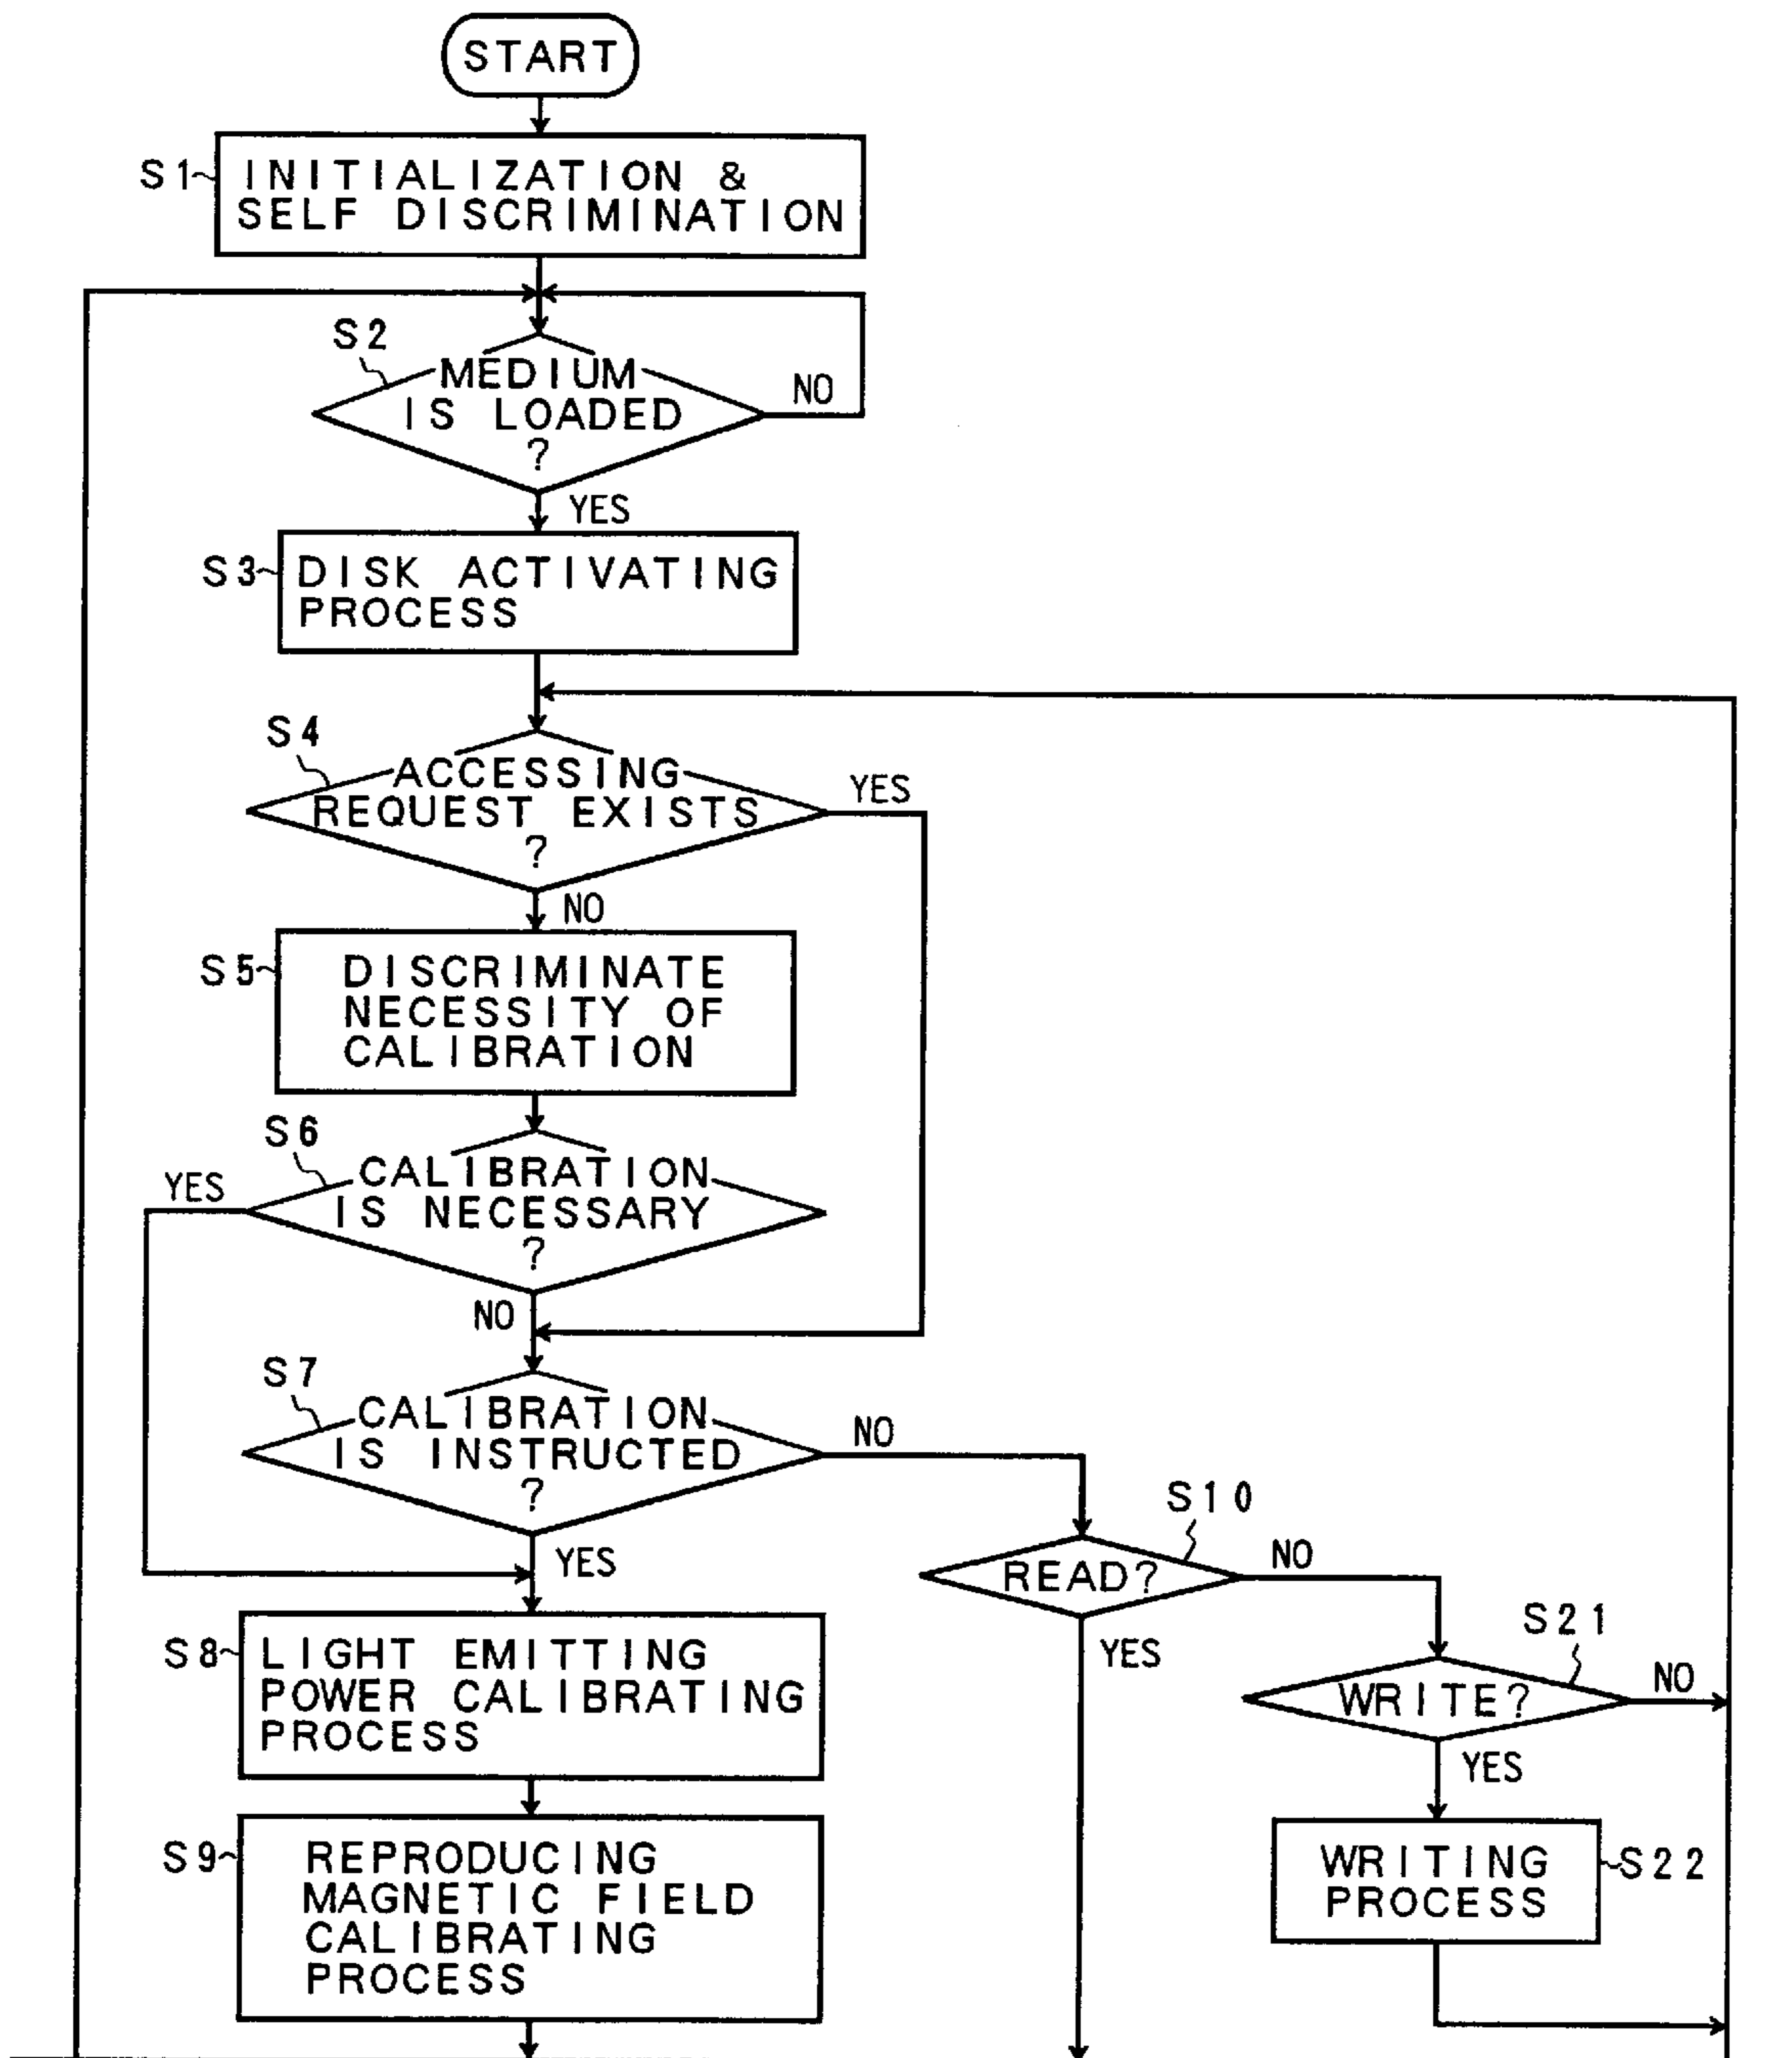 START
S1
INITIALIZATION &
SELF DISCRIMINATION
S2
MEDIUM
IS LOADED
?
NO
YES
S3
DISK ACTIVATING
PROCESS
S4
ACCESSING
REQUEST EXISTS
?
YES
NO
S5
DISCRIMINATE
NECESSITY OF
CALIBRATION
S6
CALIBRATION
IS NECESSARY
?
YES
NO
S7
CALIBRATION
IS INSTRUCTED
?
NO
YES
S10
READ?
NO
YES
S21
WRITE?
NO
YES
S8
LIGHT EMITTING
POWER CALIBRATING
PROCESS
S9
REPRODUCING
MAGNETIC FIELD
CALIBRATING
PROCESS
WRITING
PROCESS
S22